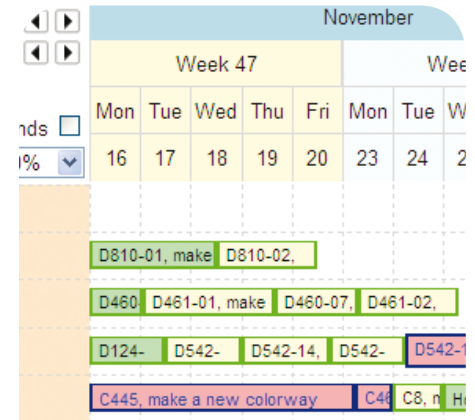 November
Week 47 Wee
Mon Tue Wed Thu Fri Mon Tue W
nds
16 17 18 19 20 23 24 2
%
D810-01, make D810-02,
D460 D461-01, make D460-07, D461-02,
D124- D542- D542-14, D542- D542-1
C445, make a new colorway C46 C8, n Ho